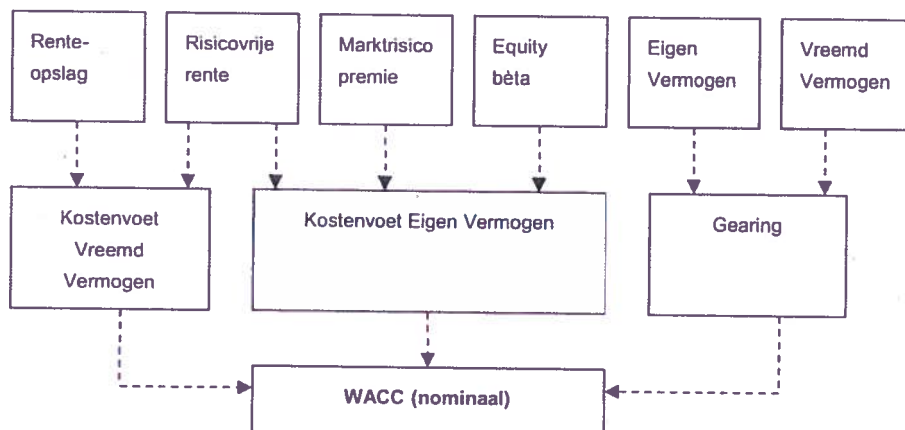 Rente-
opslag
Risicovrije
rente
Marktrisico
premie
Equity
bèta
Eigen
Vermogen
Vreemd
Vermogen
Kostenvoet
Vreemd
Vermogen
Kostenvoet Eigen Vermogen
Gearing
WACC (nominaal)